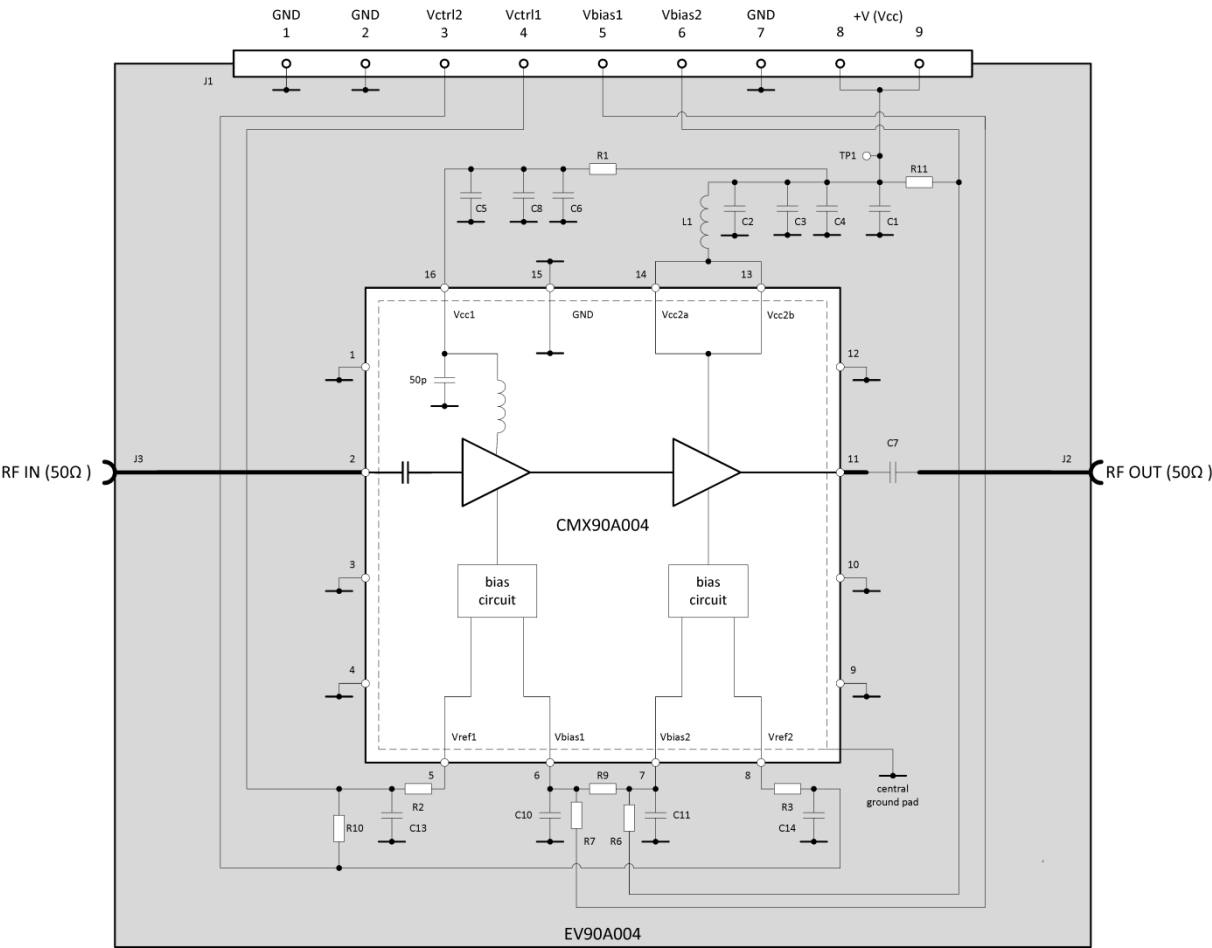 GND GND Vctrl2 Vctrl1 Vbias1 Vbias2 GND +V (Vcc)
1 2 3 4 5 6 7 8 9
J1
TP1
R1
R11
C5 C8 C6
L1 C2 C3 C4 C1
16 15 14 13
Vcc1 GND Vcc2a Vcc2b
1 12
50p
C7
RF IN (50Ω ) J3 2 11 J2 RF OUT (50Ω )
CMX90A004
3 10
bias
circuit
bias
circuit
4 9
Vref1 Vbias1 Vbias2 Vref2
5 6 R9 7 8
central
ground pad
R2 R3
R10 C13 C10 C11 C14
R7 R6
EV90A004